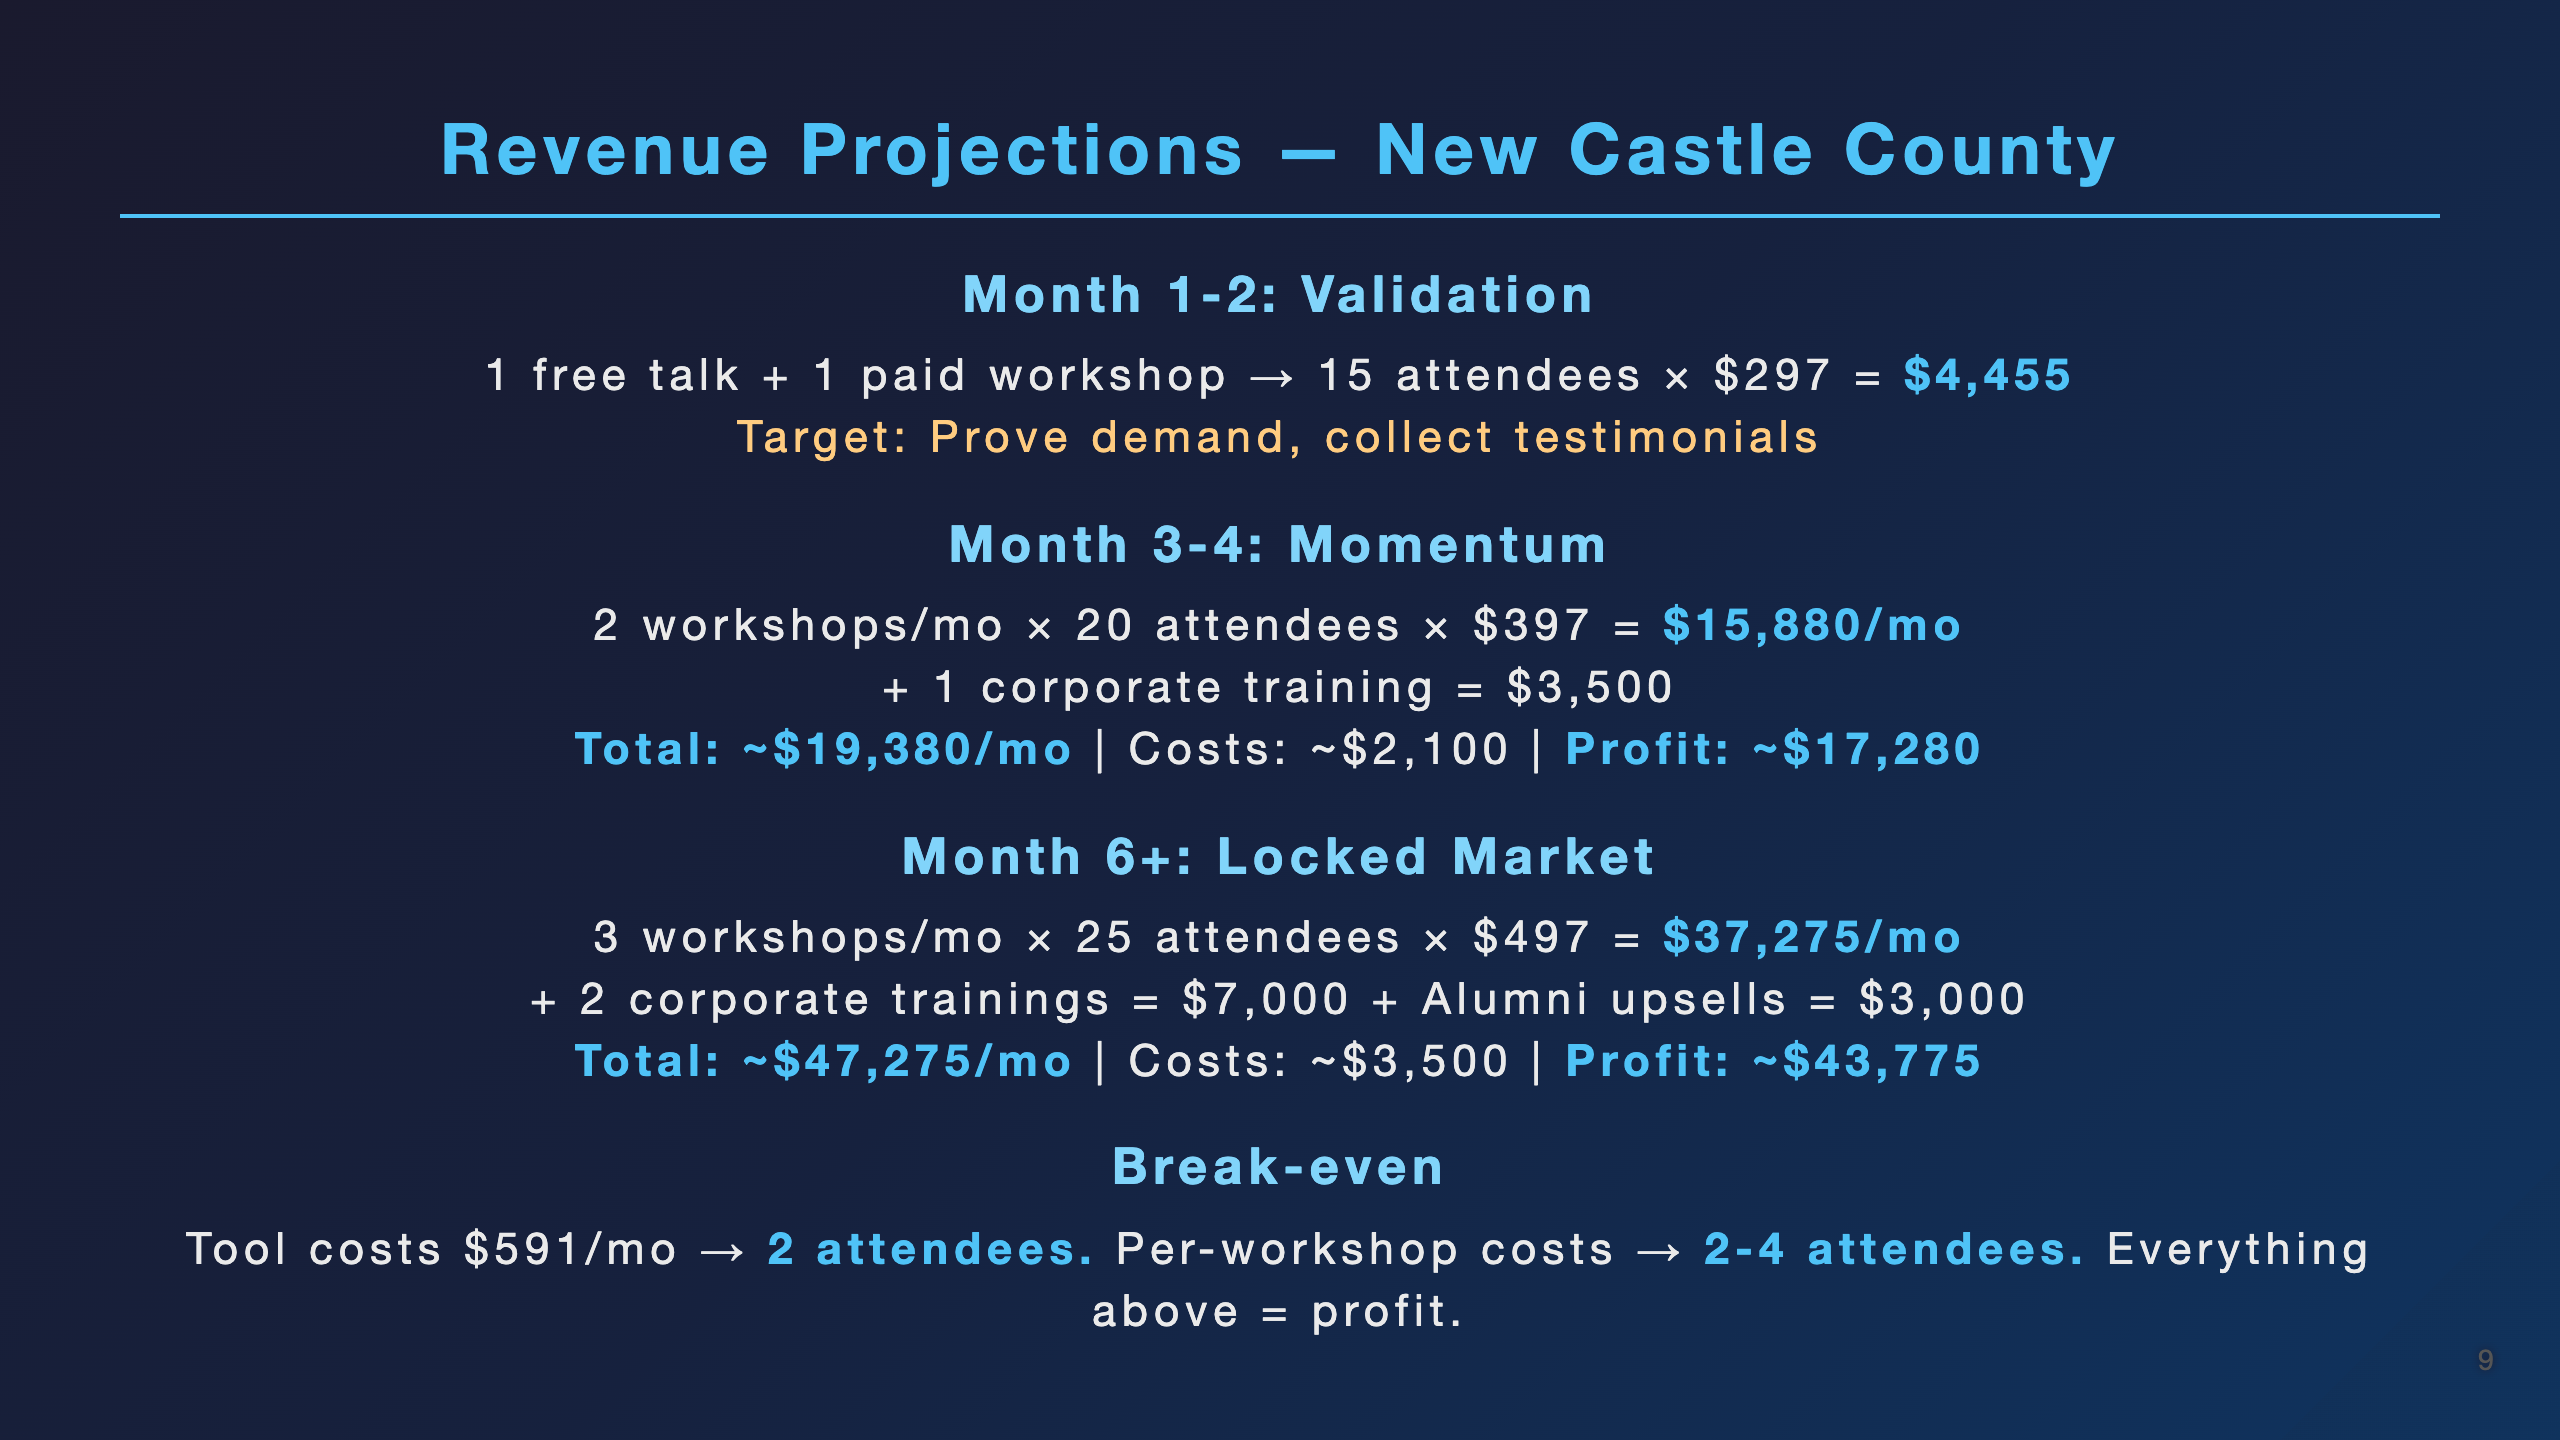 Revenue Projections — New Castle County
Month 1-2: Validation
1 free talk + 1 paid workshop → 15 attendees × $297 = $4,455
Target: Prove demand, collect testimonials
Month 3-4: Momentum
2 workshops/mo × 20 attendees × $397 = $15,880/mo
+ 1 corporate training = $3,500
Total: ~$19,380/mo | Costs: ~$2,100 | Profit: ~$17,280
Month 6+: Locked Market
3 workshops/mo × 25 attendees × $497 = $37,275/mo
+ 2 corporate trainings = $7,000 + Alumni upsells = $3,000
Total: ~$47,275/mo | Costs: ~$3,500 | Profit: ~$43,775
Break-even
Tool costs $591/mo → 2 attendees. Per-workshop costs → 2-4 attendees. Everything
above = profit.
9